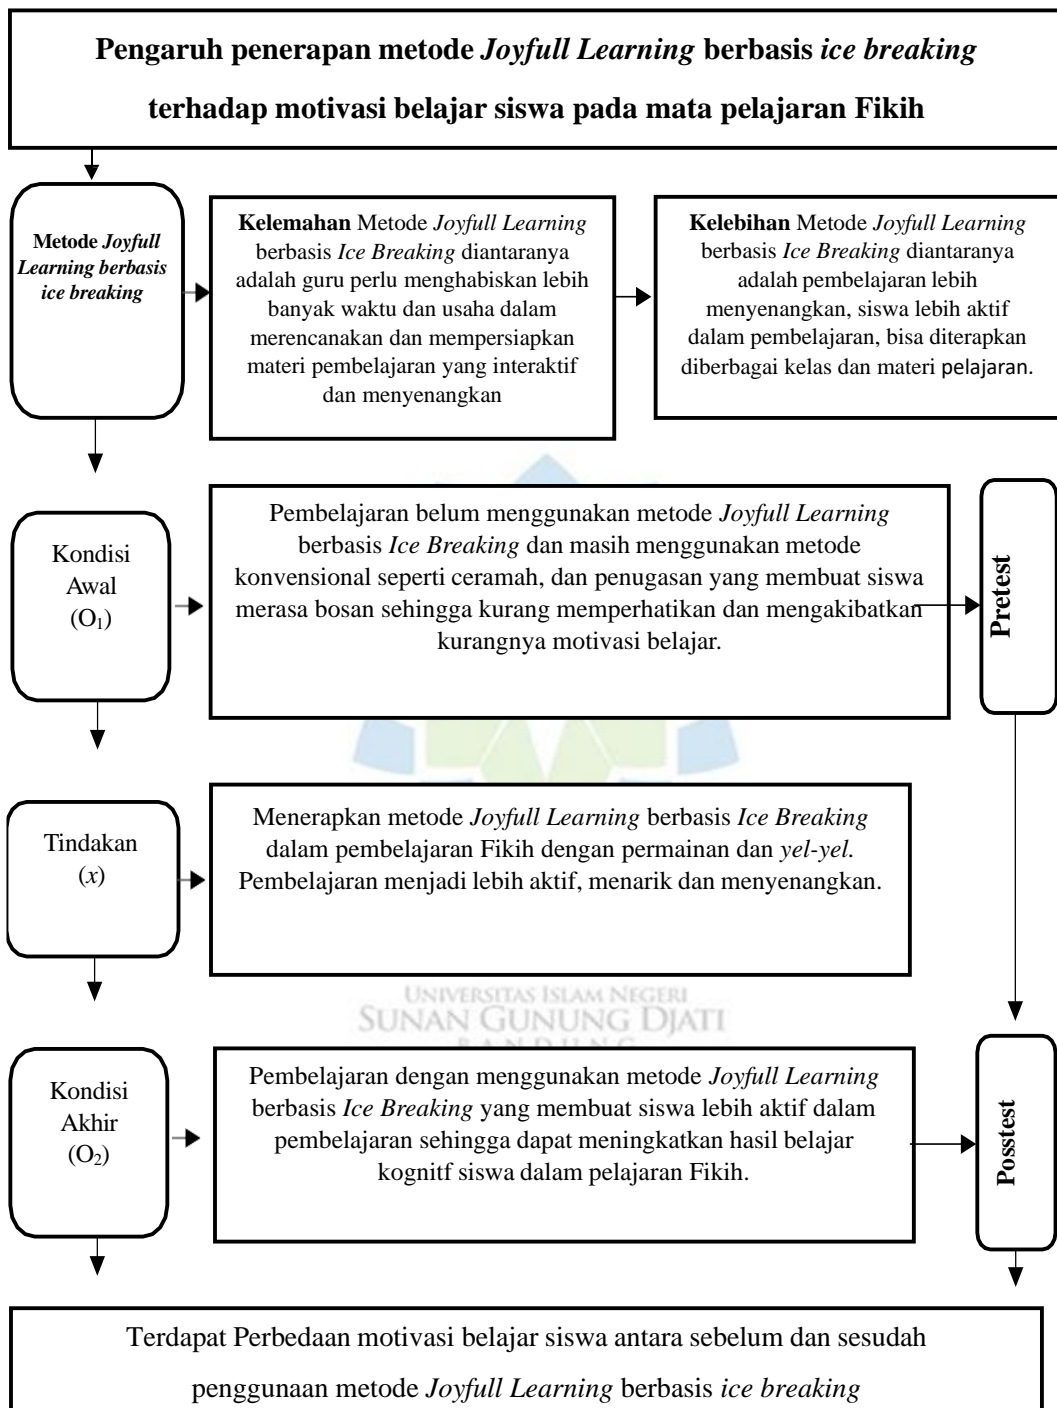 Pengaruh penerapan metode Joyfull Learning berbasis ice breaking
terhadap motivasi belajar siswa pada mata pelajaran Fikih
Metode Joyfull
Learning berbasis
ice breaking
Kelemahan Metode Joyfull Learning
berbasis Ice Breaking diantaranya
adalah guru perlu menghabiskan lebih
banyak waktu dan usaha dalam
merencanakan dan mempersiapkan
materi pembelajaran yang interaktif
dan menyenangkan
Kelebihan Metode Joyfull Learning
berbasis Ice Breaking diantaranya
adalah pembelajaran lebih
menyenangkan, siswa lebih aktif
dalam pembelajaran, bisa diterapkan
diberbagai kelas dan materi pelajaran.
Kondisi
Awal
(O₁)
Pembelajaran belum menggunakan metode Joyfull Learning
berbasis Ice Breaking dan masih menggunakan metode
konvensional seperti ceramah, dan penugasan yang membuat siswa
merasa bosan sehingga kurang memperhatikan dan mengakibatkan
kurangnya motivasi belajar.
Pretest
Tindakan
(x)
Menerapkan metode Joyfull Learning berbasis Ice Breaking
dalam pembelajaran Fikih dengan permainan dan yel-yel.
Pembelajaran menjadi lebih aktif, menarik dan menyenangkan.
UNIVERSITAS ISLAM NEGERI
SUNAN GUNUNG DJATI
BANDUNG
Kondisi
Akhir
(O₂)
Pembelajaran dengan menggunakan metode Joyfull Learning
berbasis Ice Breaking yang membuat siswa lebih aktif dalam
pembelajaran sehingga dapat meningkatkan hasil belajar
kognitf siswa dalam pelajaran Fikih.
Posstest
Terdapat Perbedaan motivasi belajar siswa antara sebelum dan sesudah
penggunaan metode Joyfull Learning berbasis ice breaking